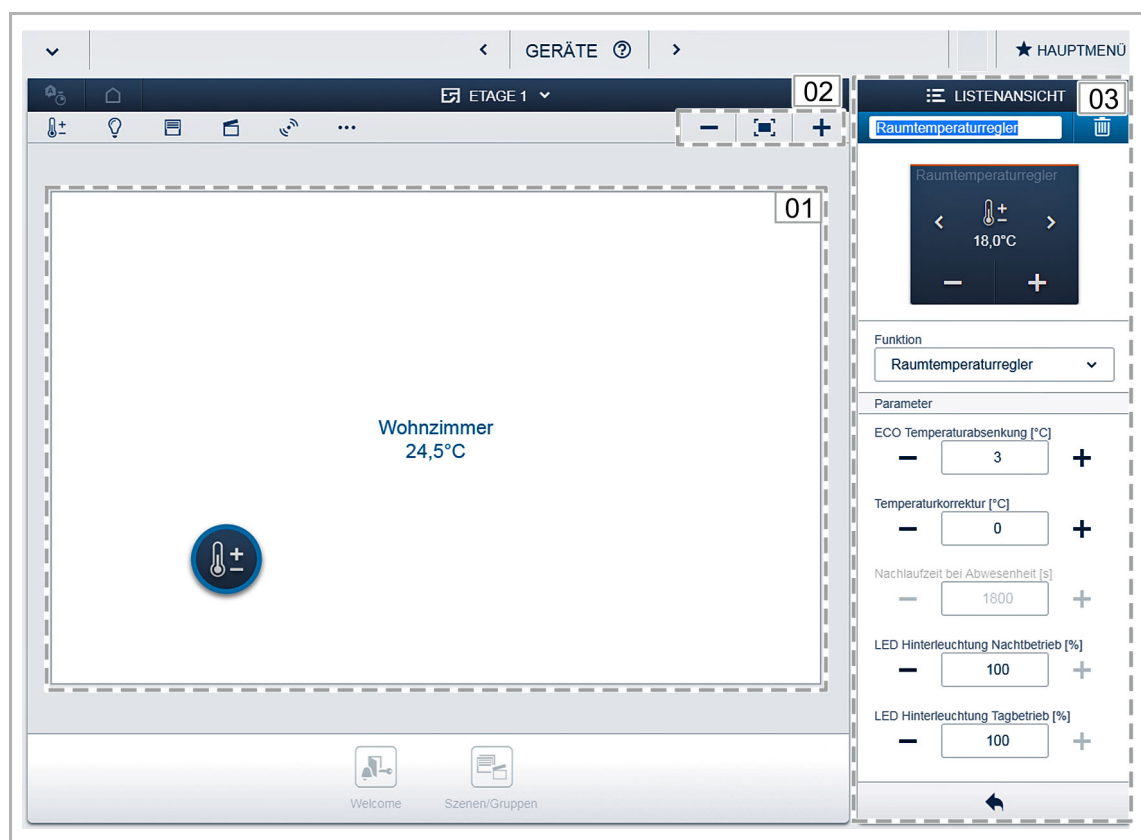 GERÄTE
HAUPTMENÜ
ETAGE 1
02
LISTENANSICHT
03
Raumtemperaturregler
01
Raumtemperaturregler
18,0°C
Funktion
Raumtemperaturregler
Parameter
ECO Temperaturabsenkung [°C]
3
Temperaturkorrektur [°C]
0
Nachlaufzeit bei Abwesenheit [s]
1800
LED Hinterleuchtung Nachtbetrieb [%]
100
LED Hinterleuchtung Tagbetrieb [%]
100
Wohnzimmer
24,5°C
Welcome
Szenen/Gruppen